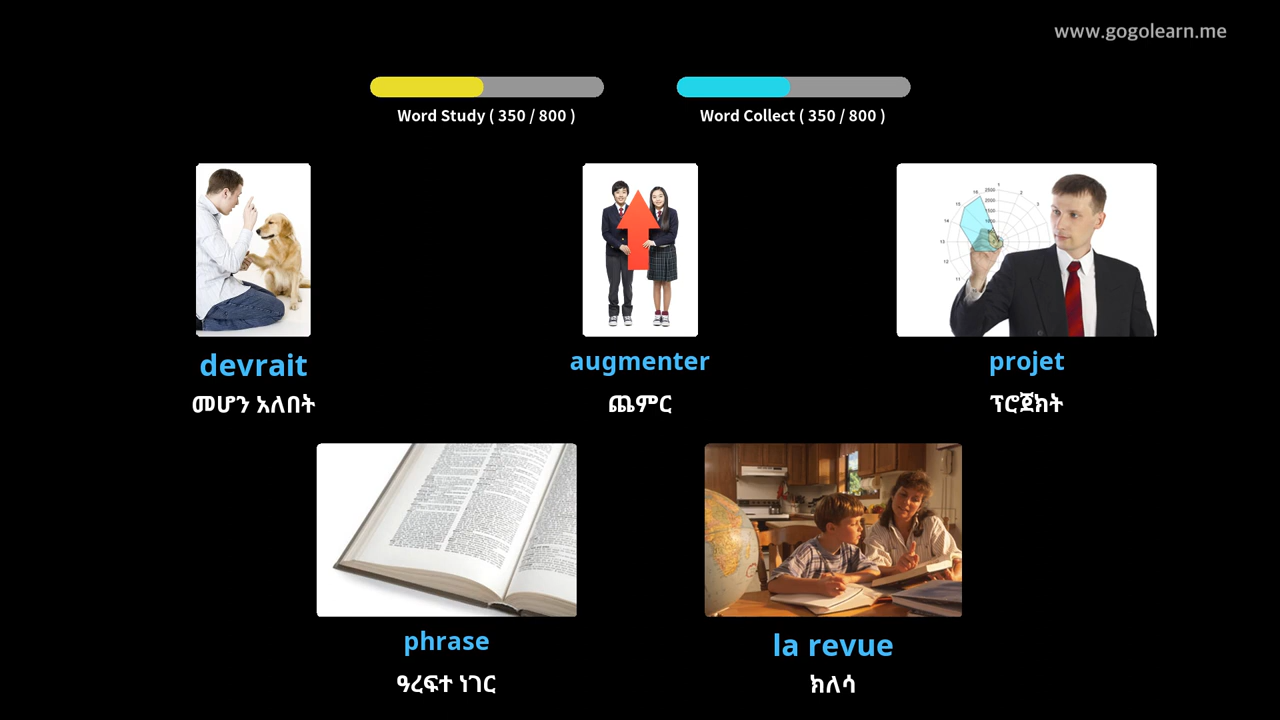 www.gogolearn.me
Word Study ( 350 / 800 )
Word Collect ( 350 / 800 )
devrait
augmenter
projet
መሆን አለበት
ጨምር
ፕሮጀክት
phrase
la revue
ዓረፍተ ነገር
ክለሳ